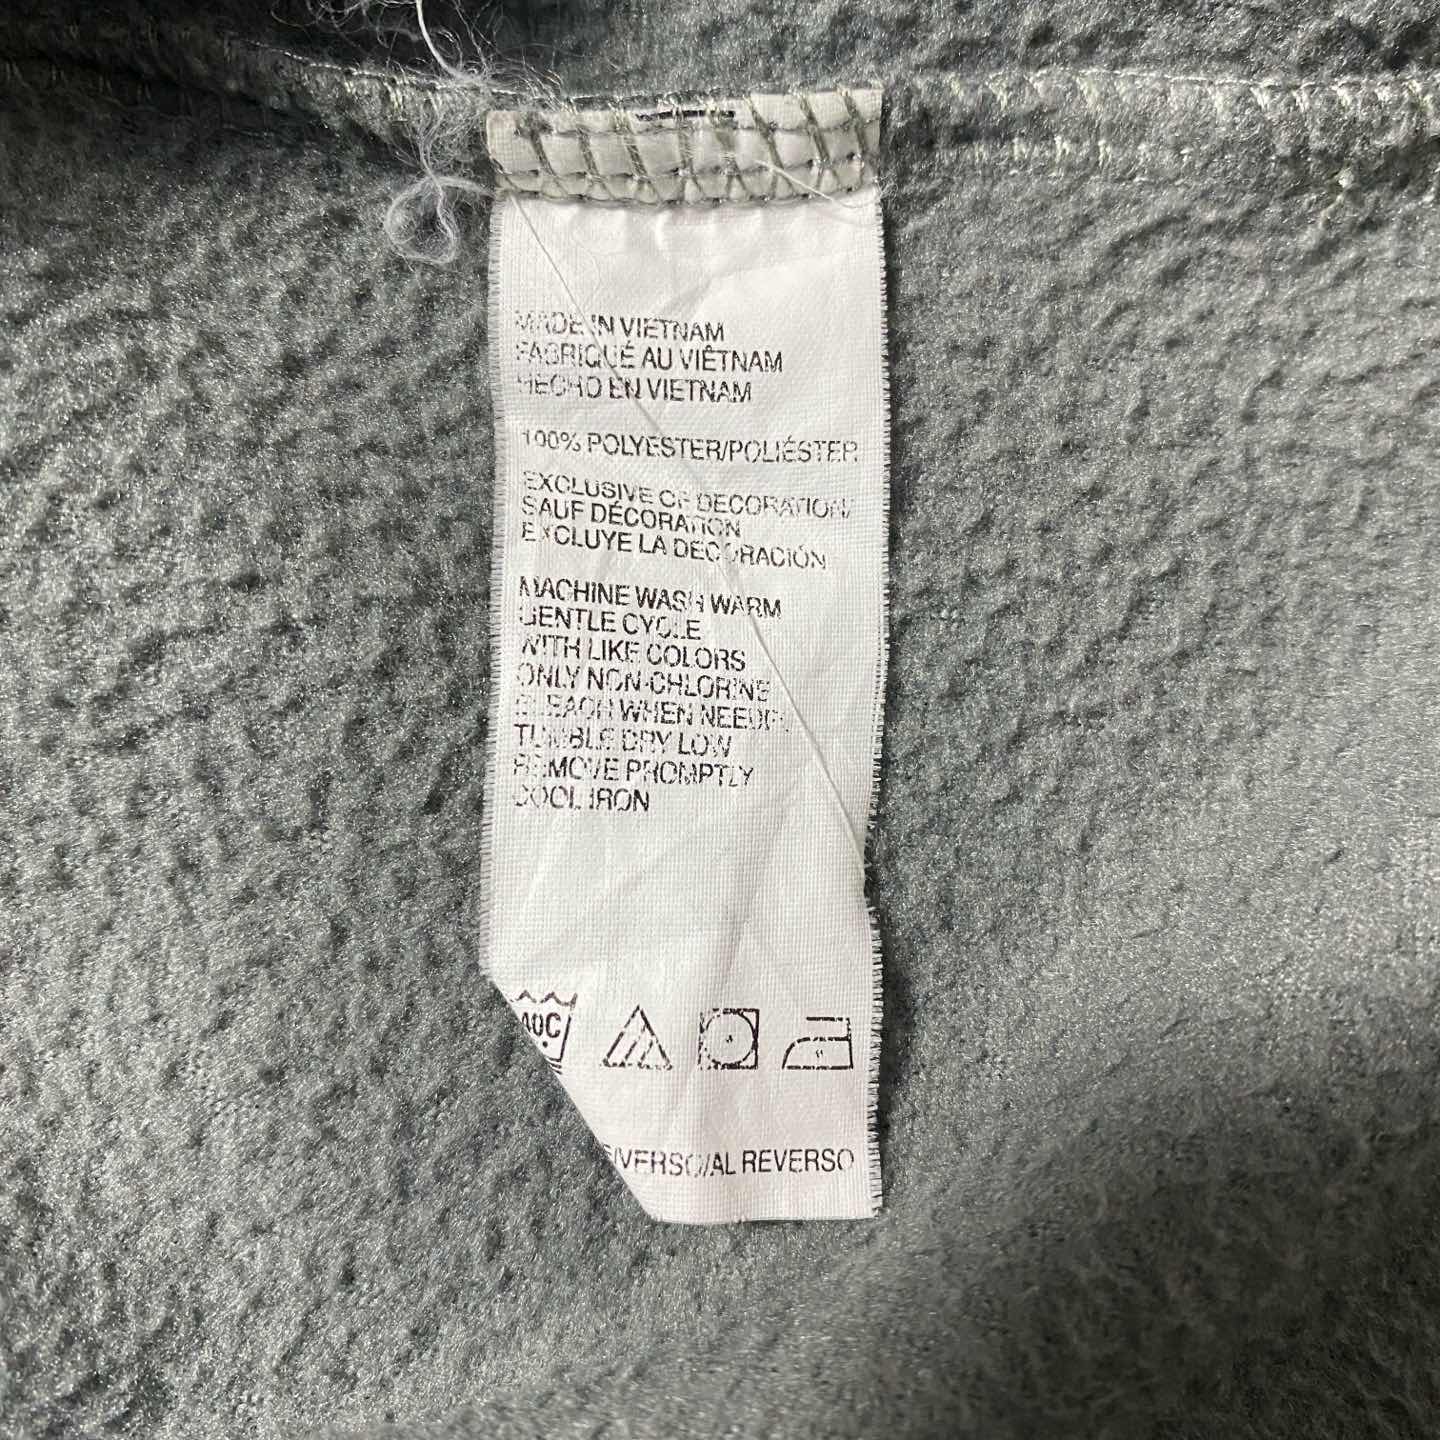 MADE IN VIETNAM
FABRIQUÉ AU VIÊTNAM
HECHO EN VIETNAM
100% POLYESTER/POLIÉSTER
EXCLUSIVE OF DECORATION/
SAUF DÉCORATION
EXCLUYE LA DECORACIÓN
MACHINE WASH WARM
GENTLE CYCLE
WITH LIKE COLORS
ONLY NON-CHLORINE
BLEACH WHEN NEEDED
TUMBLE DRY LOW
REMOVE PROMPTLY
COOL IRON
40C
/VERSO/AL REVERSO